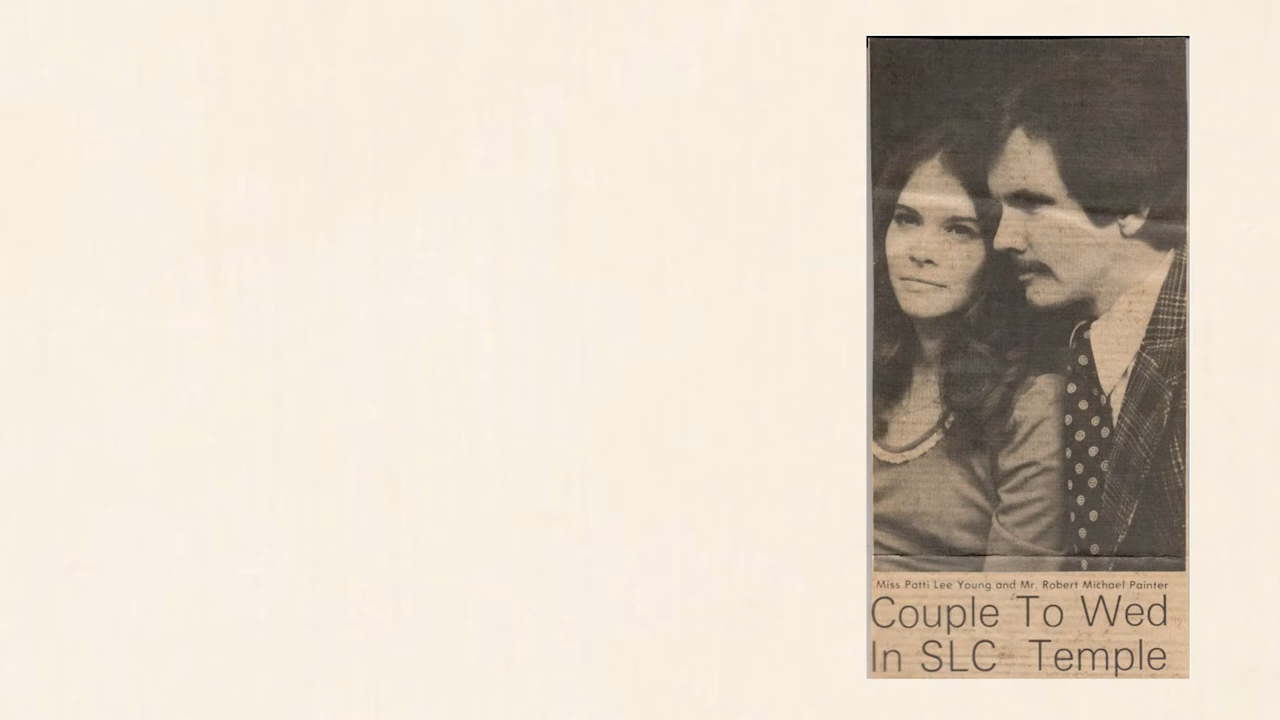 Miss Patti Lee Young and Mr. Robert Michael Painter
Couple To Wed
In SLC Temple